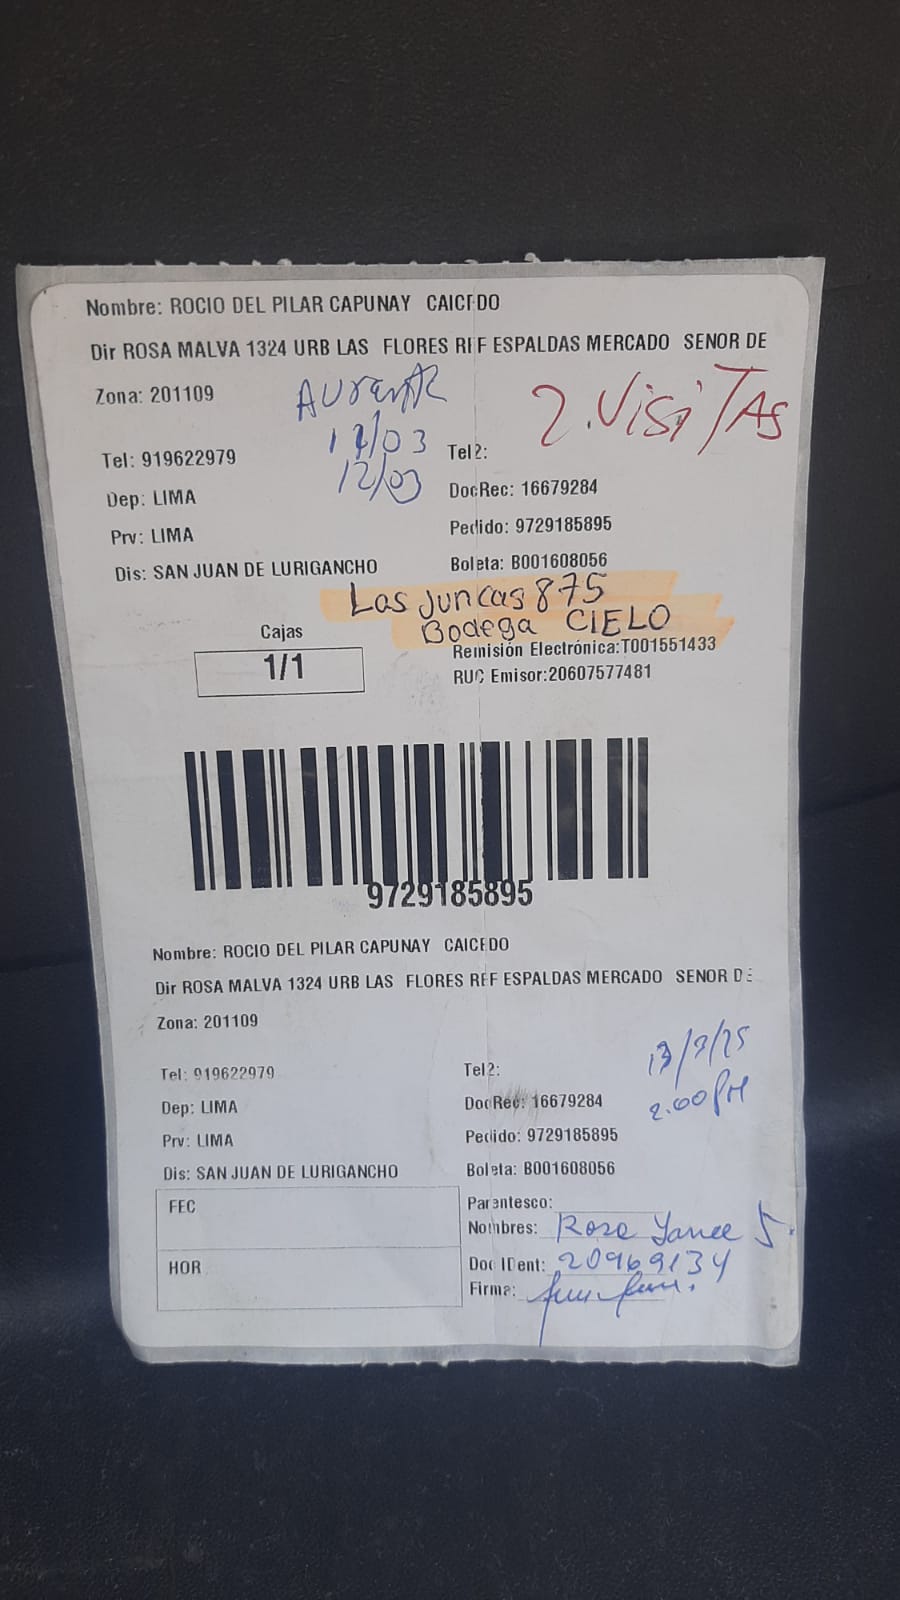 Nombre: ROCIO DEL PILAR CAPUNAY CAICEDO
Dir ROSA MALVA 1324 URB LAS FLORES REF ESPALDAS MERCADO SENOR DE
Zona: 201109
2. VISITAS
12/03
Tel: 919622979
Tel2:
Dep: LIMA
DocRec: 16679284
Prv: LIMA
Pedido: 9729185895
Dis: SAN JUAN DE LURIGANCHO
Boleta: B001608056
Las Juncas 875
Bodega CIELO
Cajas
1/1
Remisión Electrónica:T001551433
RUC Emisor:20607577481
9729185895
Nombre: ROCIO DEL PILAR CAPUNAY CAICEDO
Dir ROSA MALVA 1324 URB LAS FLORES REF ESPALDAS MERCADO SENOR DE
Zona: 201109
2.00 PM
Tel: 919622979
Tel2:
Dep: LIMA
DocRec: 16679284
Prv: LIMA
Pedido: 9729185895
Dis: SAN JUAN DE LURIGANCHO
Boleta: B001608056
FEC
HOR
Parentesco:
Nombres: Rosa Yance
Doc IDent: 20969134
Firma: